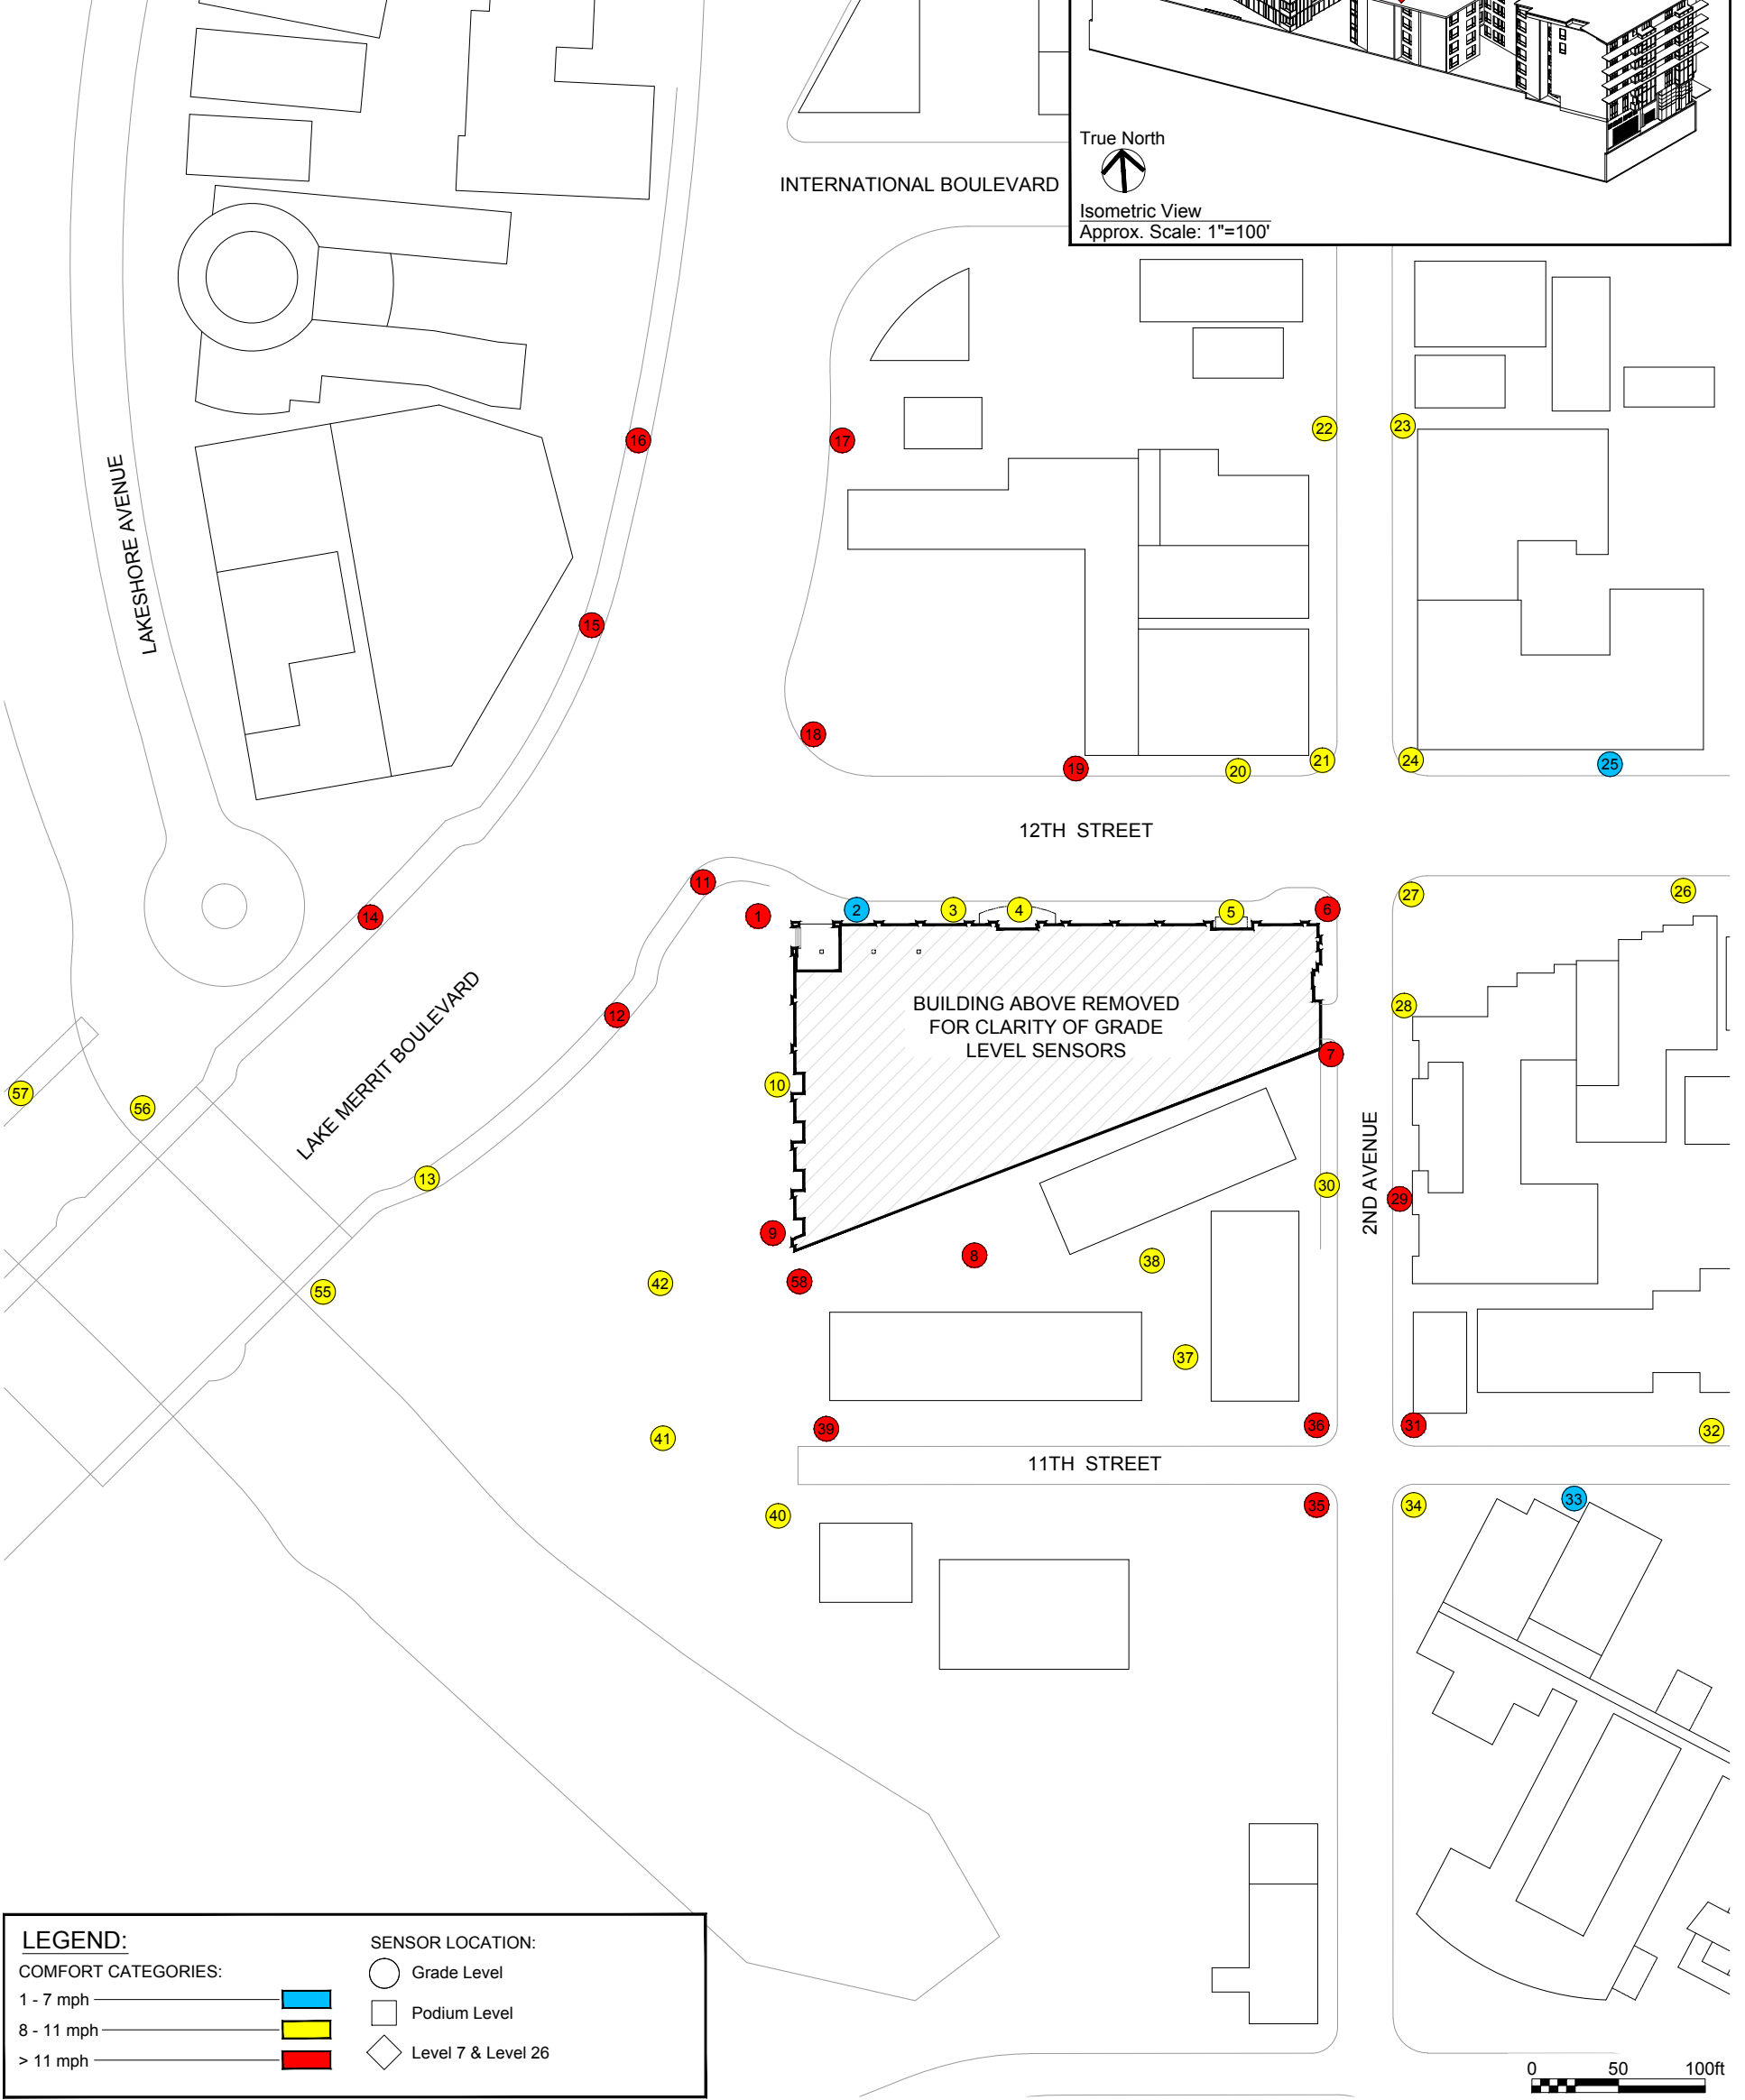 True North
Isometric View
Approx. Scale: 1"=100'
INTERNATIONAL BOULEVARD
LAKESHORE AVENUE
16
17
22
23
15
18
19
20
21
24
25
12TH STREET
11
1
2
3
4
5
6
27
26
14
12
BUILDING ABOVE REMOVED
FOR CLARITY OF GRADE
LEVEL SENSORS
28
7
10
57
56
LAKE MERRIT BOULEVARD
13
30
29
2ND AVENUE
9
8
38
58
42
55
37
39
36
31
32
41
11TH STREET
40
35
34
33
LEGEND:
COMFORT CATEGORIES:
1 - 7 mph
8 - 11 mph
> 11 mph
SENSOR LOCATION:
Grade Level
Podium Level
Level 7 & Level 26
0 50 100ft